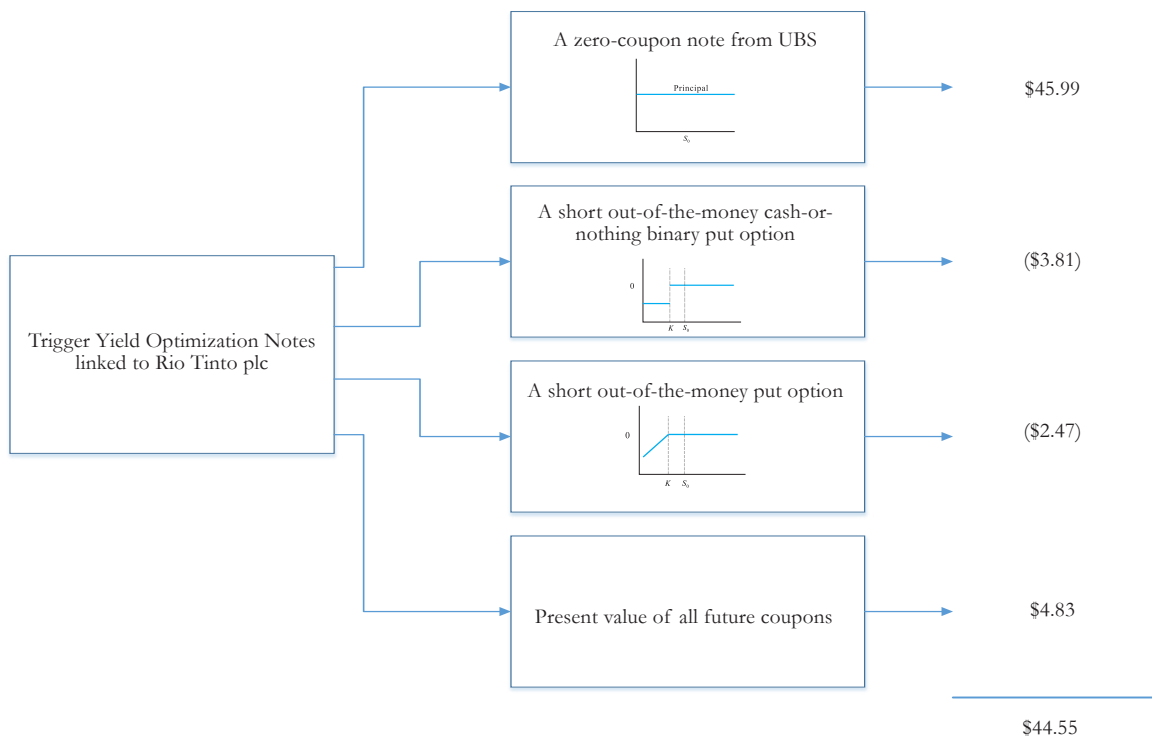 A zero-coupon note from UBS
Principal
S0
$45.99
A short out-of-the-money cash-or-
nothing binary put option
0
K S0
($3.81)
Trigger Yield Optimization Notes
linked to Rio Tinto plc
A short out-of-the-money put option
0
K S0
($2.47)
Present value of all future coupons
$4.83
$44.55